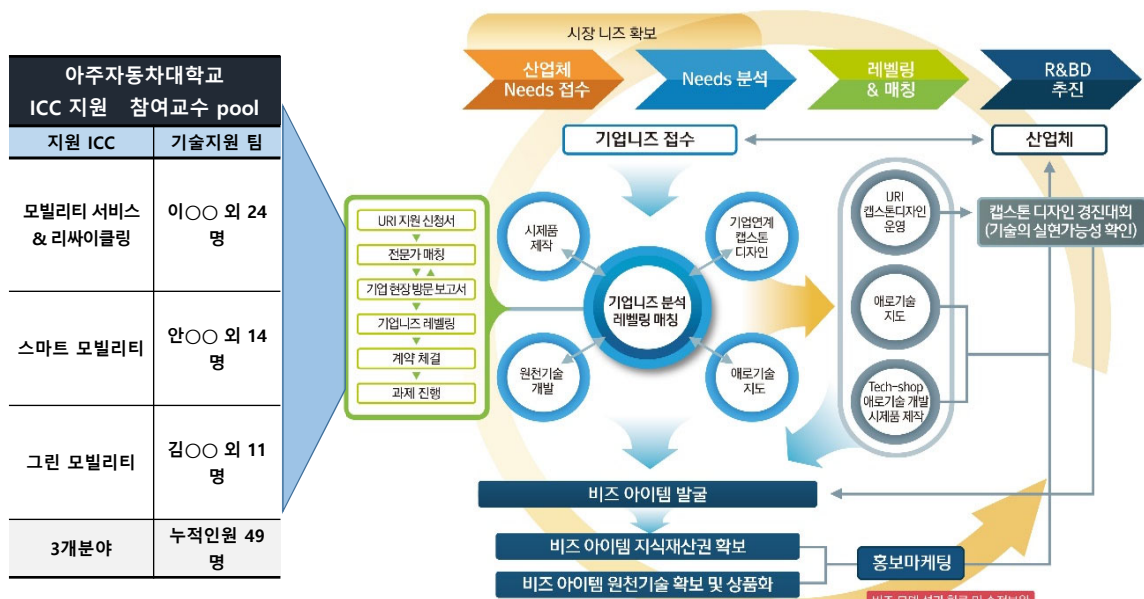 아주자동차대학교
ICC 지원 참여교수 pool
지원 ICC
기술지원 팀
모빌리티 서비스
& 리싸이클링
이○○ 외 24
명
스마트 모빌리티
안○○ 외 14
명
그린 모빌리티
김○○ 외 11
명
3개분야
누적인원 49
명
시장 니즈 확보
산업체
Needs 접수
Needs 분석
레벨링
& 매칭
R&BD
추진
기업니즈 접수
산업체
URI 지원 신청서
전문가 매칭
기업 현장 방문 보고서
기업니즈 레벨링
계약 체결
과제 진행
시제품
제작
기업연계
캡스톤
디자인
기업니즈 분석
레벨링 매칭
원천기술
개발
애로기술
지도
URI
캡스톤디자인
운영
애로기술
지도
Tech-shop
애로기술 개발
시제품 제작
캡스톤 디자인 경진대회
(기술의 실현가능성 확인)
비즈 아이템 발굴
비즈 아이템 지식재산권 확보
비즈 아이템 원천기술 확보 및 상품화
홍보마케팅